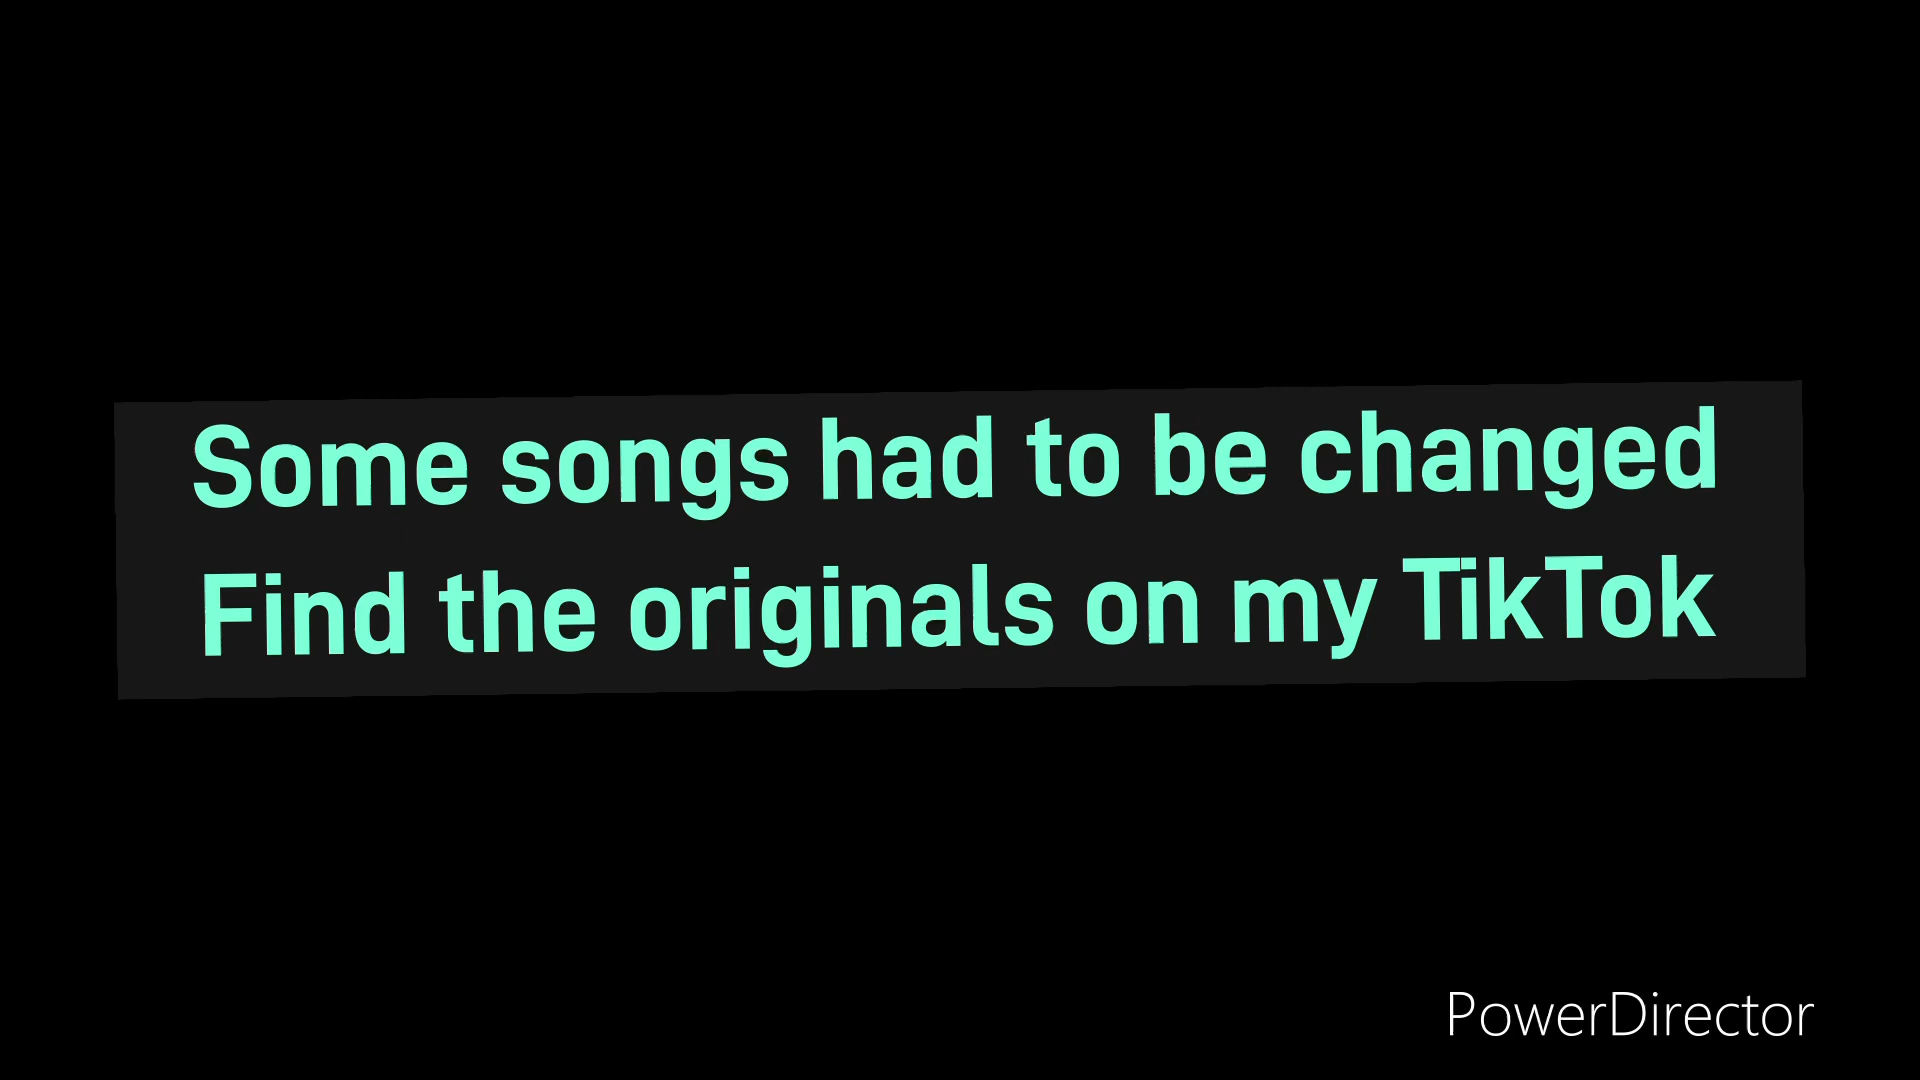 Some songs had to be changed
Find the originals on my TikTok
PowerDirector